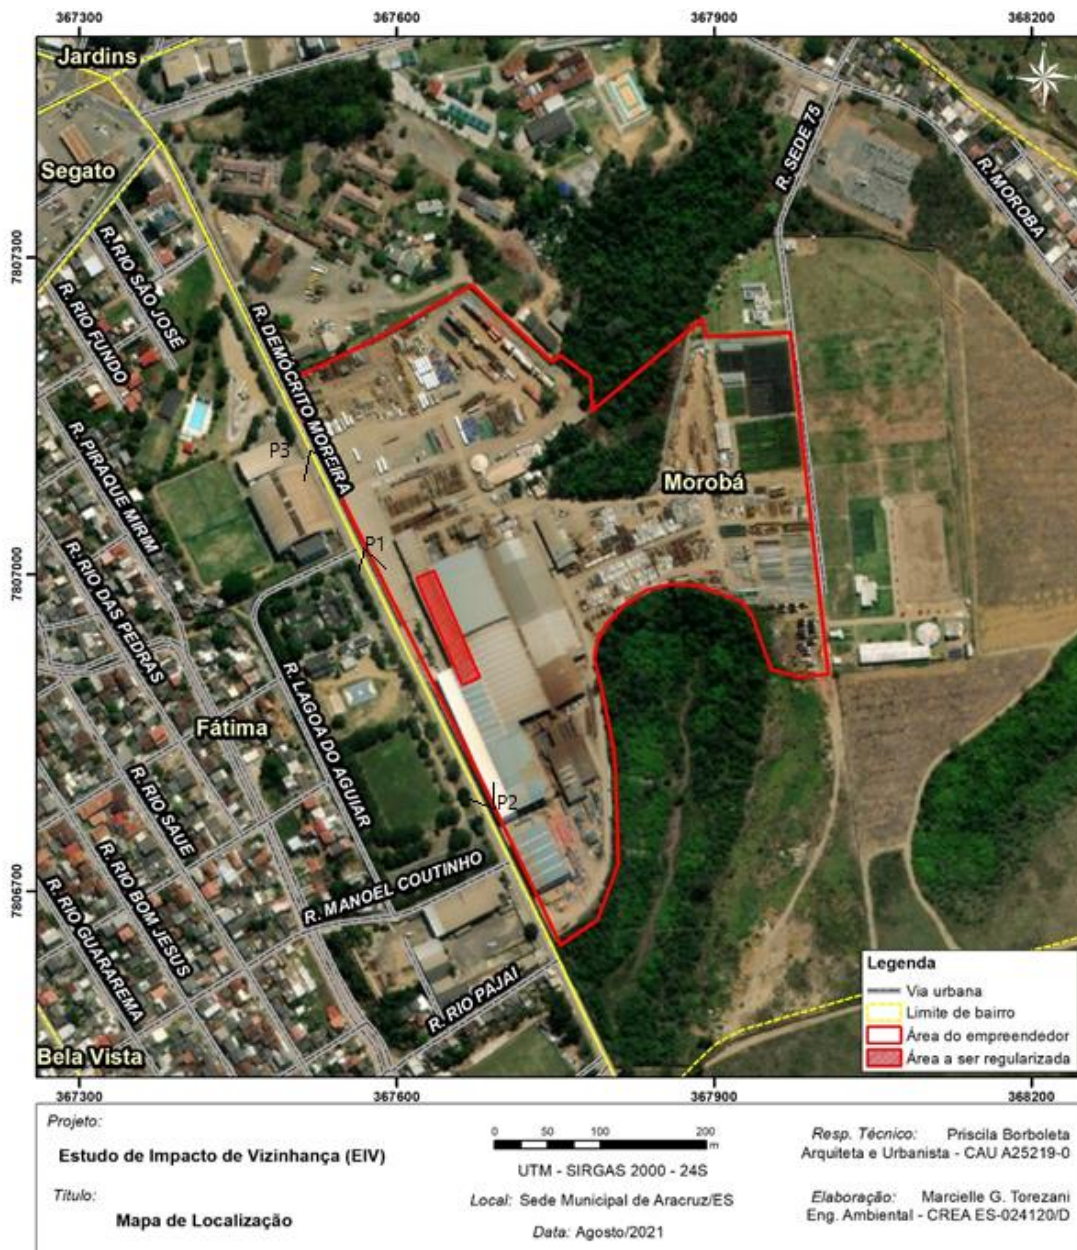 367300
367600
367900
368200
Jardins
Segato
R. SEDE 75
R. MOROBA
7807300
7807300
R. RIO SÃO JOSÉ
R. RIO FUNDO
R. DEMÓCRITO MOREIRA
P3
R. PIRAQUE MIRIM
Morobá
P1
7807000
7807000
R. RIO DAS PEDRAS
R. LAGOA DO AGUIAR
Fátima
R. RIO SAUE
P2
R. MANOEL COUTINHO
7806700
7806700
R. RIO BOM JESUS
R. RIO GUARAREMA
R. RIO PAJAI
Bela Vista
Legenda
Via urbana
Limite de bairro
Área do empreendedor
Área a ser regularizada
367300
367600
367900
368200
Projeto:
Estudo de Impacto de Vizinhança (EIV)
Título:
Mapa de Localização
0 50 100 200
m
UTM - SIRGAS 2000 - 24S
Local: Sede Municipal de Aracruz/ES
Data: Agosto/2021
Resp. Técnico: Priscila Borboleta
Arquiteta e Urbanista - CAU A25219-0
Elaboração: Marcielle G. Torezani
Eng. Ambiental - CREA ES-024120/D